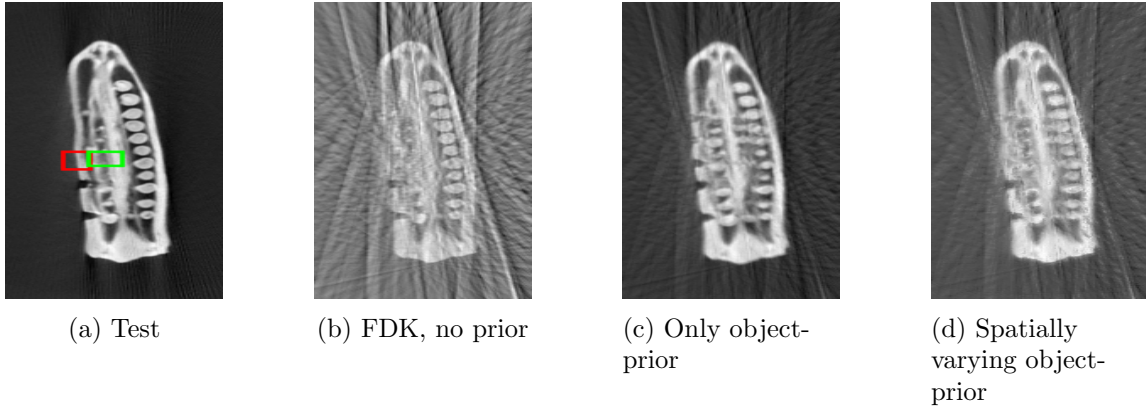 (a) Test
(b) FDK, no prior
(c) Only object-
prior
(d) Spatially
varying object-
prior